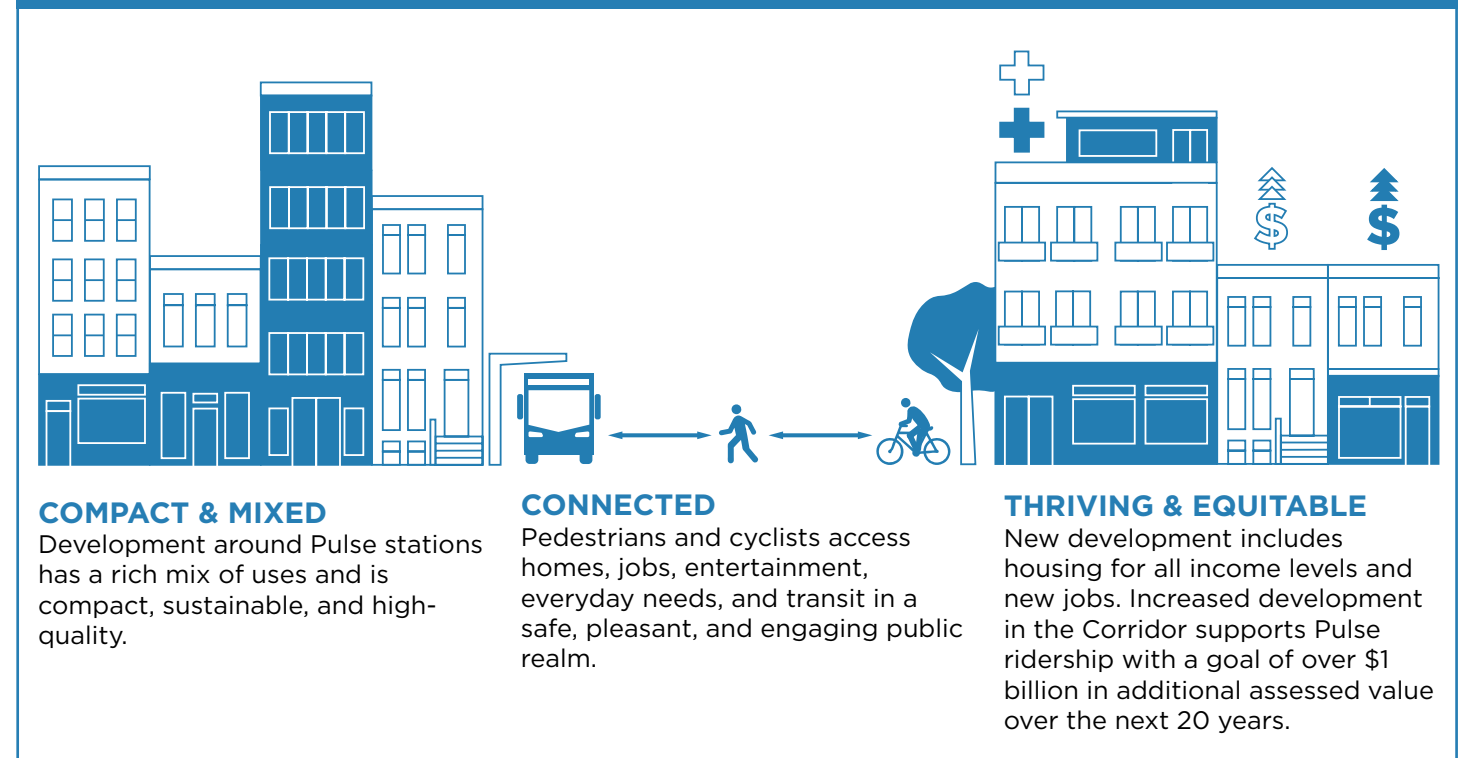 COMPACT & MIXED
Development around Pulse stations
has a rich mix of uses and is
compact, sustainable, and high-
quality.
CONNECTED
Pedestrians and cyclists access
homes, jobs, entertainment,
everyday needs, and transit in a
safe, pleasant, and engaging public
realm.
$ $
THRIVING & EQUITABLE
New development includes
housing for all income levels and
new jobs. Increased development
in the Corridor supports Pulse
ridership with a goal of over $1
billion in additional assessed value
over the next 20 years.